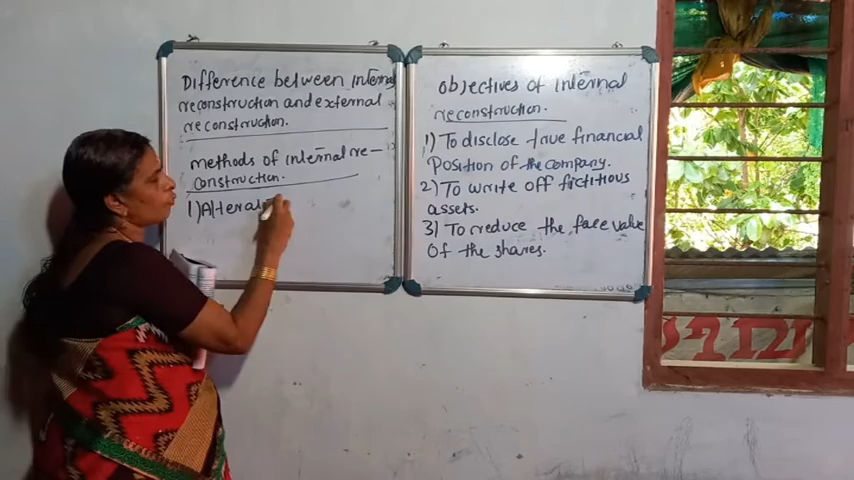 Difference between internal
reconstruction and external
reconstruction.
methods of internal re-
construction.
1) Alterat
objectives of internal
reconstruction.
1) To disclose true financial
Position of the company.
2) To write off fictitious
assets.
3) To reduce the face value
Of the shares.